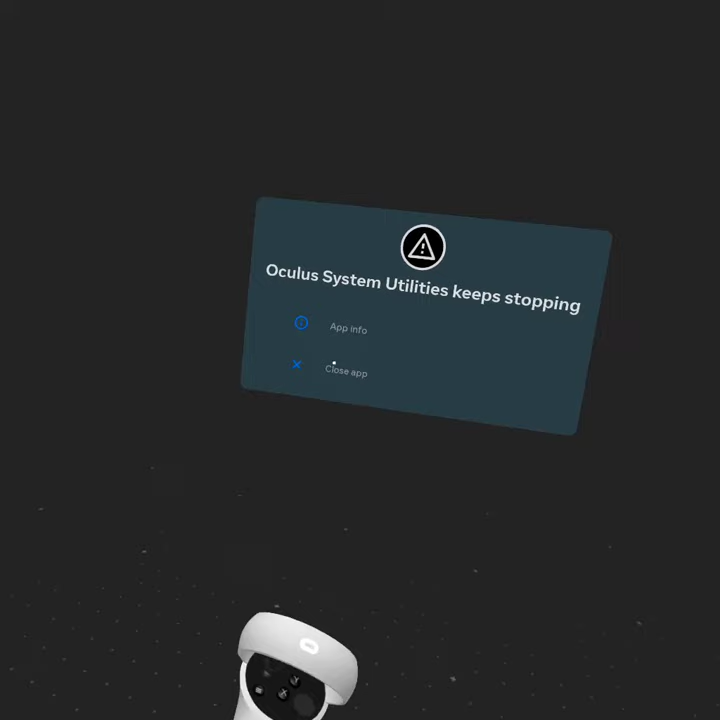 Oculus System Utilities keeps stopping
App info
Close app
Y
X